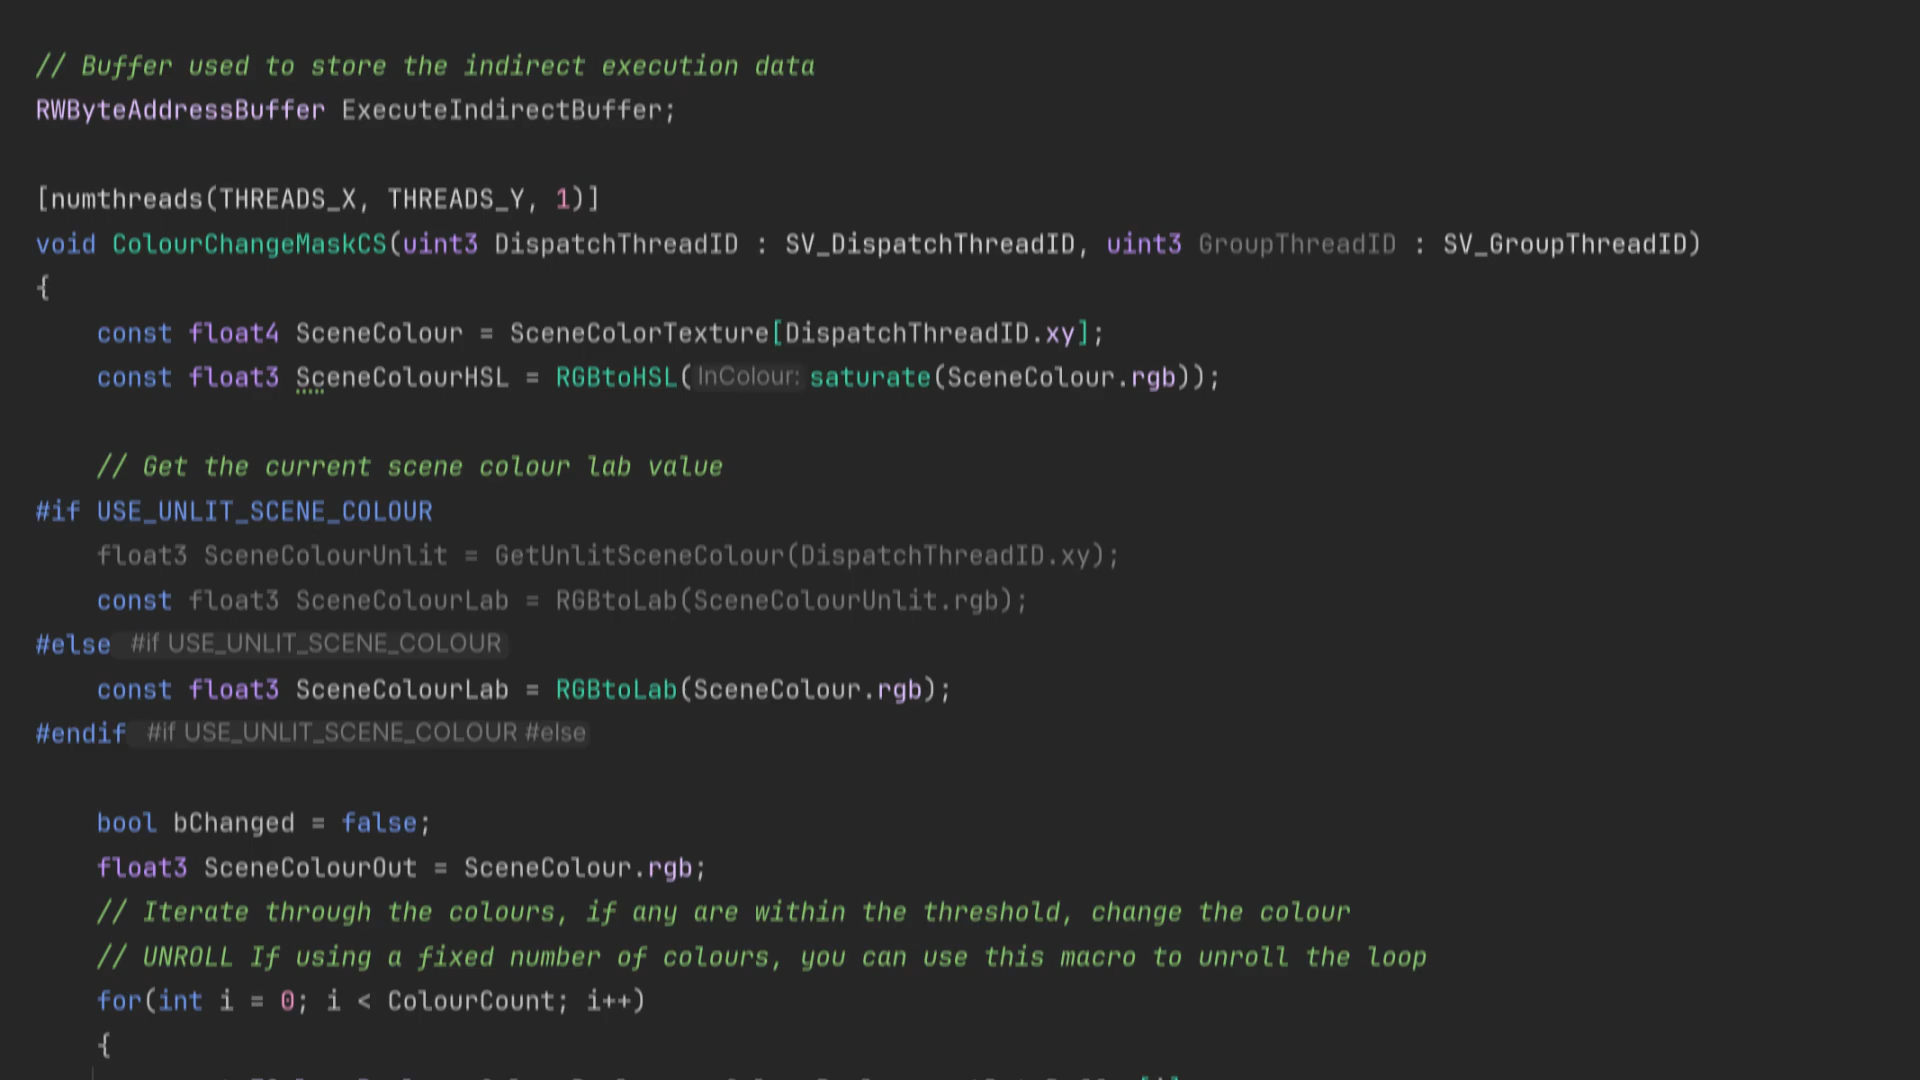 // Buffer used to store the indirect execution data
RWByteAddressBuffer ExecuteIndirectBuffer;
[numthreads(THREADS_X, THREADS_Y, 1)]
void ColourChangeMaskCS(uint3 DispatchThreadID : SV_DispatchThreadID, uint3 GroupThreadID : SV_GroupThreadID)
{
const float4 SceneColour = SceneColorTexture[DispatchThreadID.xy];
const float3 SceneColourHSL = RGBtoHSL(InColour: saturate(SceneColour.rgb));
// Get the current scene colour lab value
#if USE_UNLIT_SCENE_COLOUR
float3 SceneColourUnlit = GetUnlitSceneColour(DispatchThreadID.xy);
const float3 SceneColourLab = RGBtoLab(SceneColourUnlit.rgb);
#else #if USE_UNLIT_SCENE_COLOUR
const float3 SceneColourLab = RGBtoLab(SceneColour.rgb);
#endif #if USE_UNLIT_SCENE_COLOUR #else
bool bChanged = false;
float3 SceneColourOut = SceneColour.rgb;
// Iterate through the colours, if any are within the threshold, change the colour
// UNROLL If using a fixed number of colours, you can use this macro to unroll the loop
for(int i = 0; i < ColourCount; i++)
{